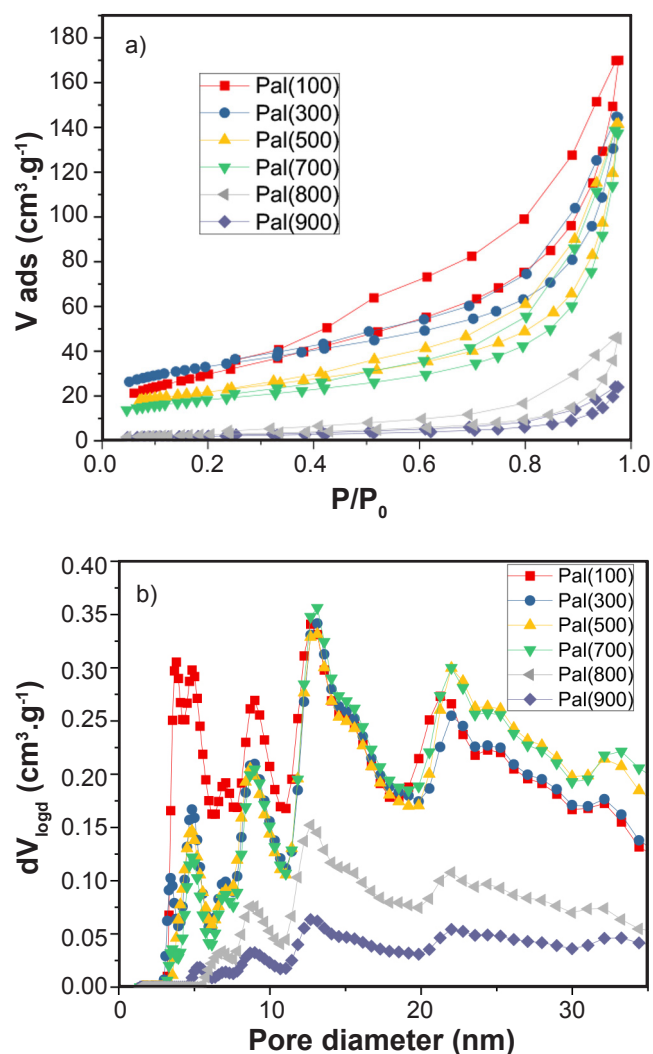 a)
180
160
140
120
100
80
60
40
20
0
V ads (cm³.g⁻¹)
Pal(100)
Pal(300)
Pal(500)
Pal(700)
Pal(800)
Pal(900)
0.0 0.2 0.4 0.6 0.8 1.0
P/P₀
b)
0.40
0.35
0.30
0.25
0.20
0.15
0.10
0.05
0.00
dV_logd (cm³.g⁻¹)
Pal(100)
Pal(300)
Pal(500)
Pal(700)
Pal(800)
Pal(900)
0 10 20 30
Pore diameter (nm)